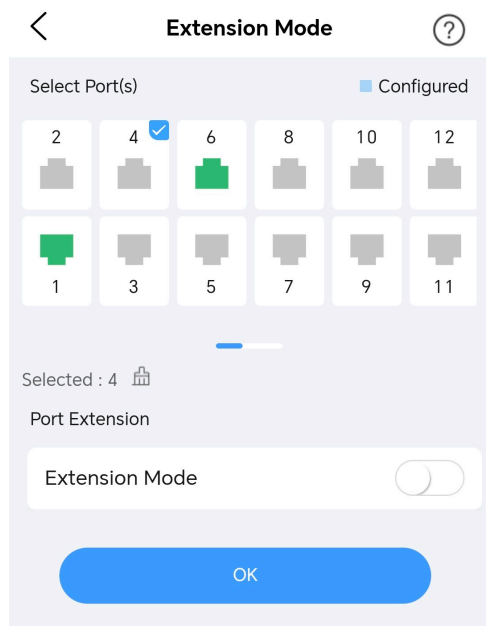 Extension Mode
?
Select Port(s)
Configured
2 4 6 8 10 12
1 3 5 7 9 11
Selected : 4
Port Extension
Extension Mode
OK